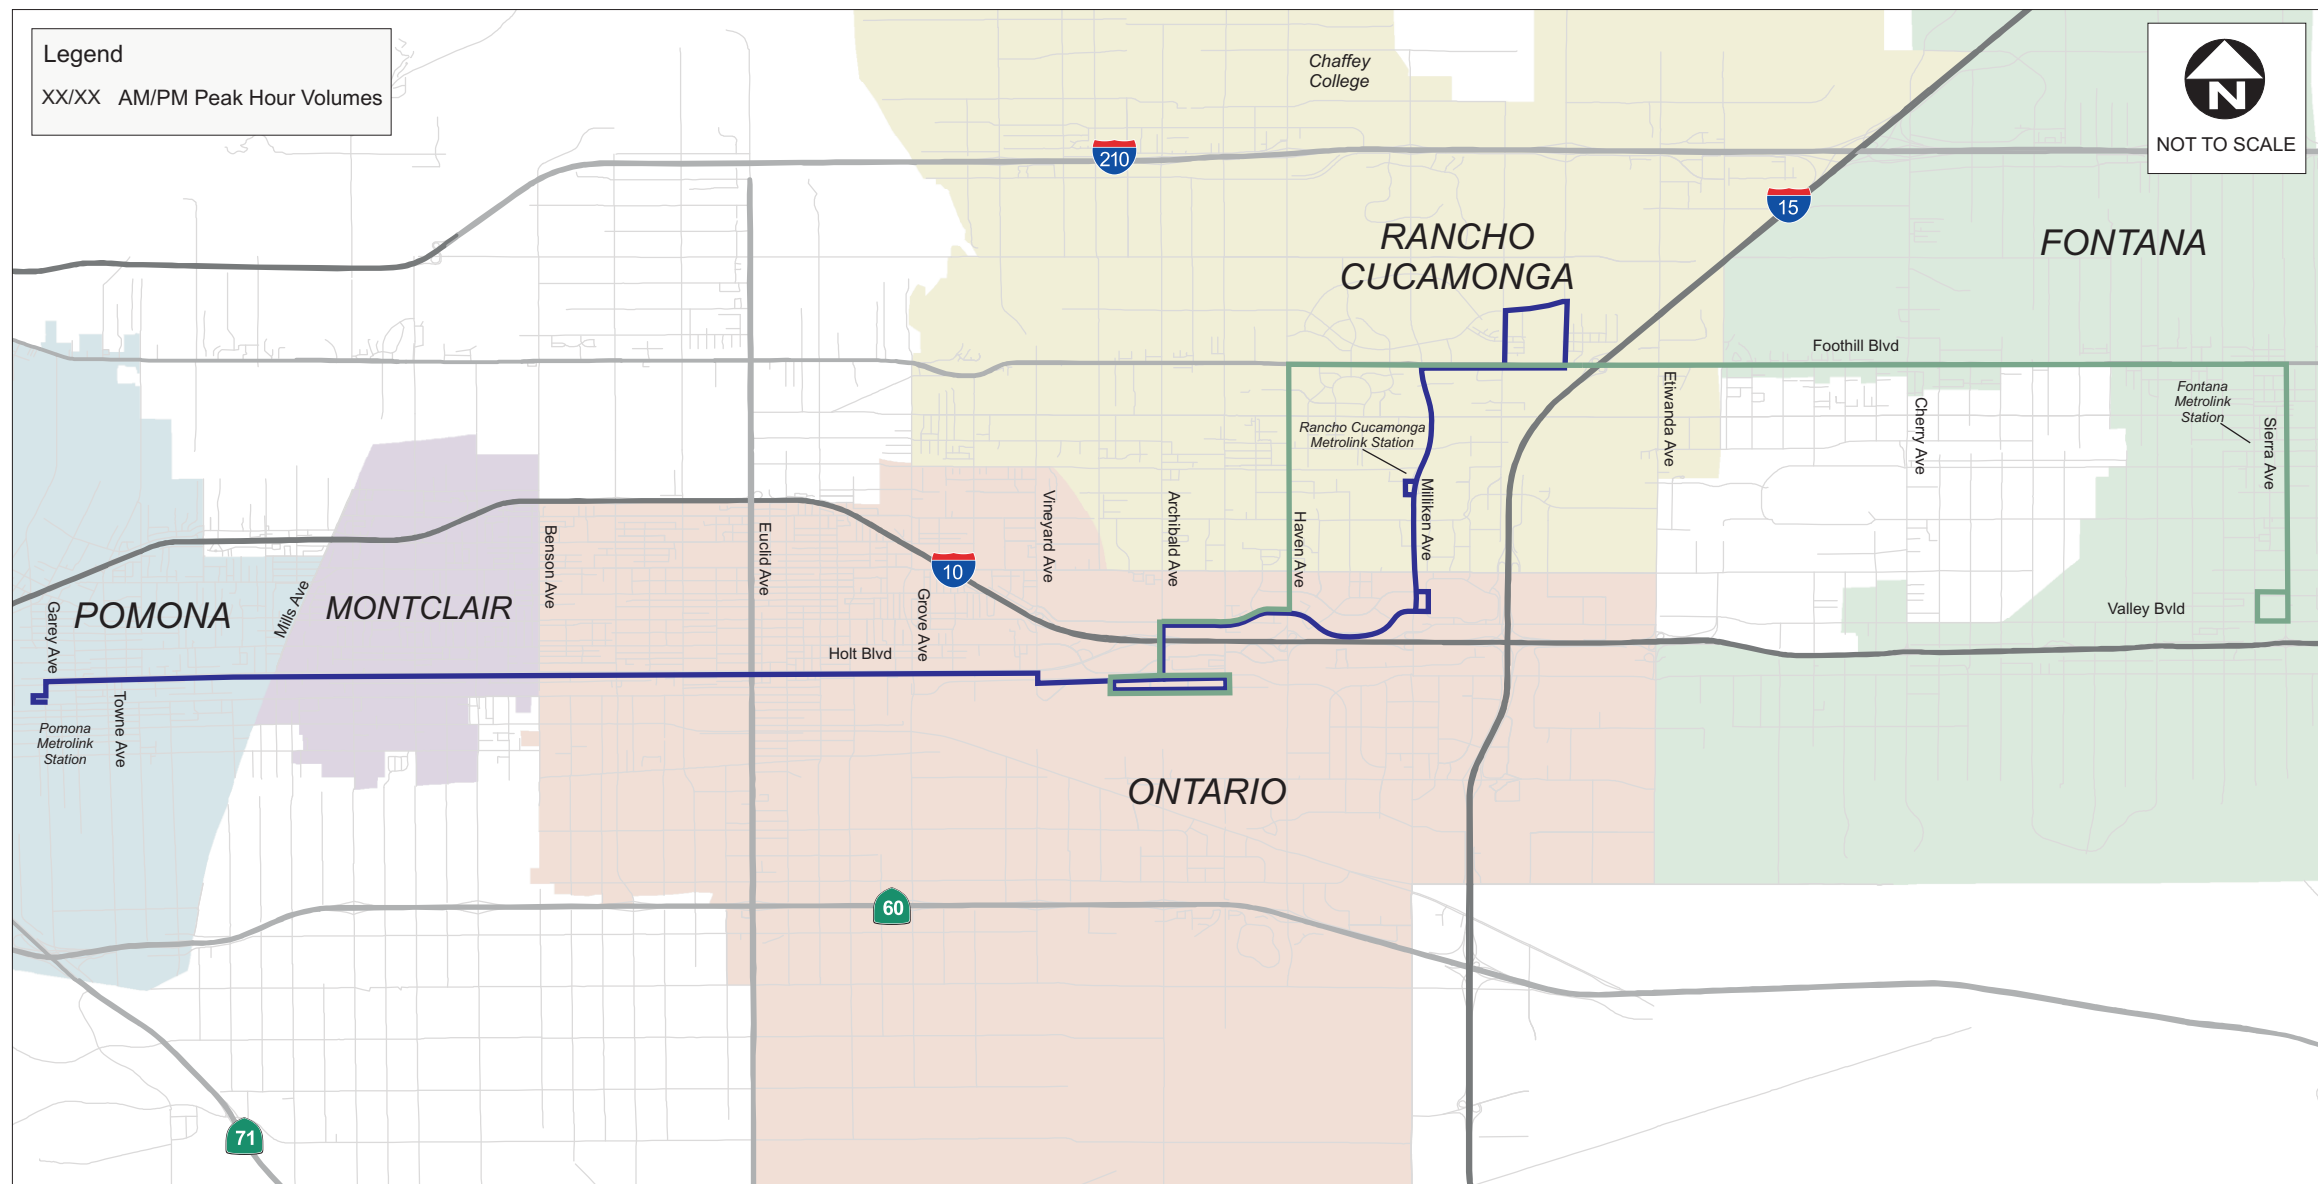 Legend
XX/XX AM/PM Peak Hour Volumes
Chaffey
College
N
NOT TO SCALE
210
15
RANCHO
CUCAMONGA
FONTANA
Foothill Blvd
Etiwanda Ave
Cherry Ave
Fontana
Metrolink
Station
Sierra Ave
Rancho Cucamonga
Metrolink Station
Milliken Ave
Haven Ave
Archibald Ave
Vineyard Ave
10
Grove Ave
Euclid Ave
Benson Ave
Mills Ave
Garey Ave
POMONA
MONTCLAIR
Valley Bvld
Holt Blvd
Towne Ave
Pomona
Metrolink
Station
ONTARIO
60
71